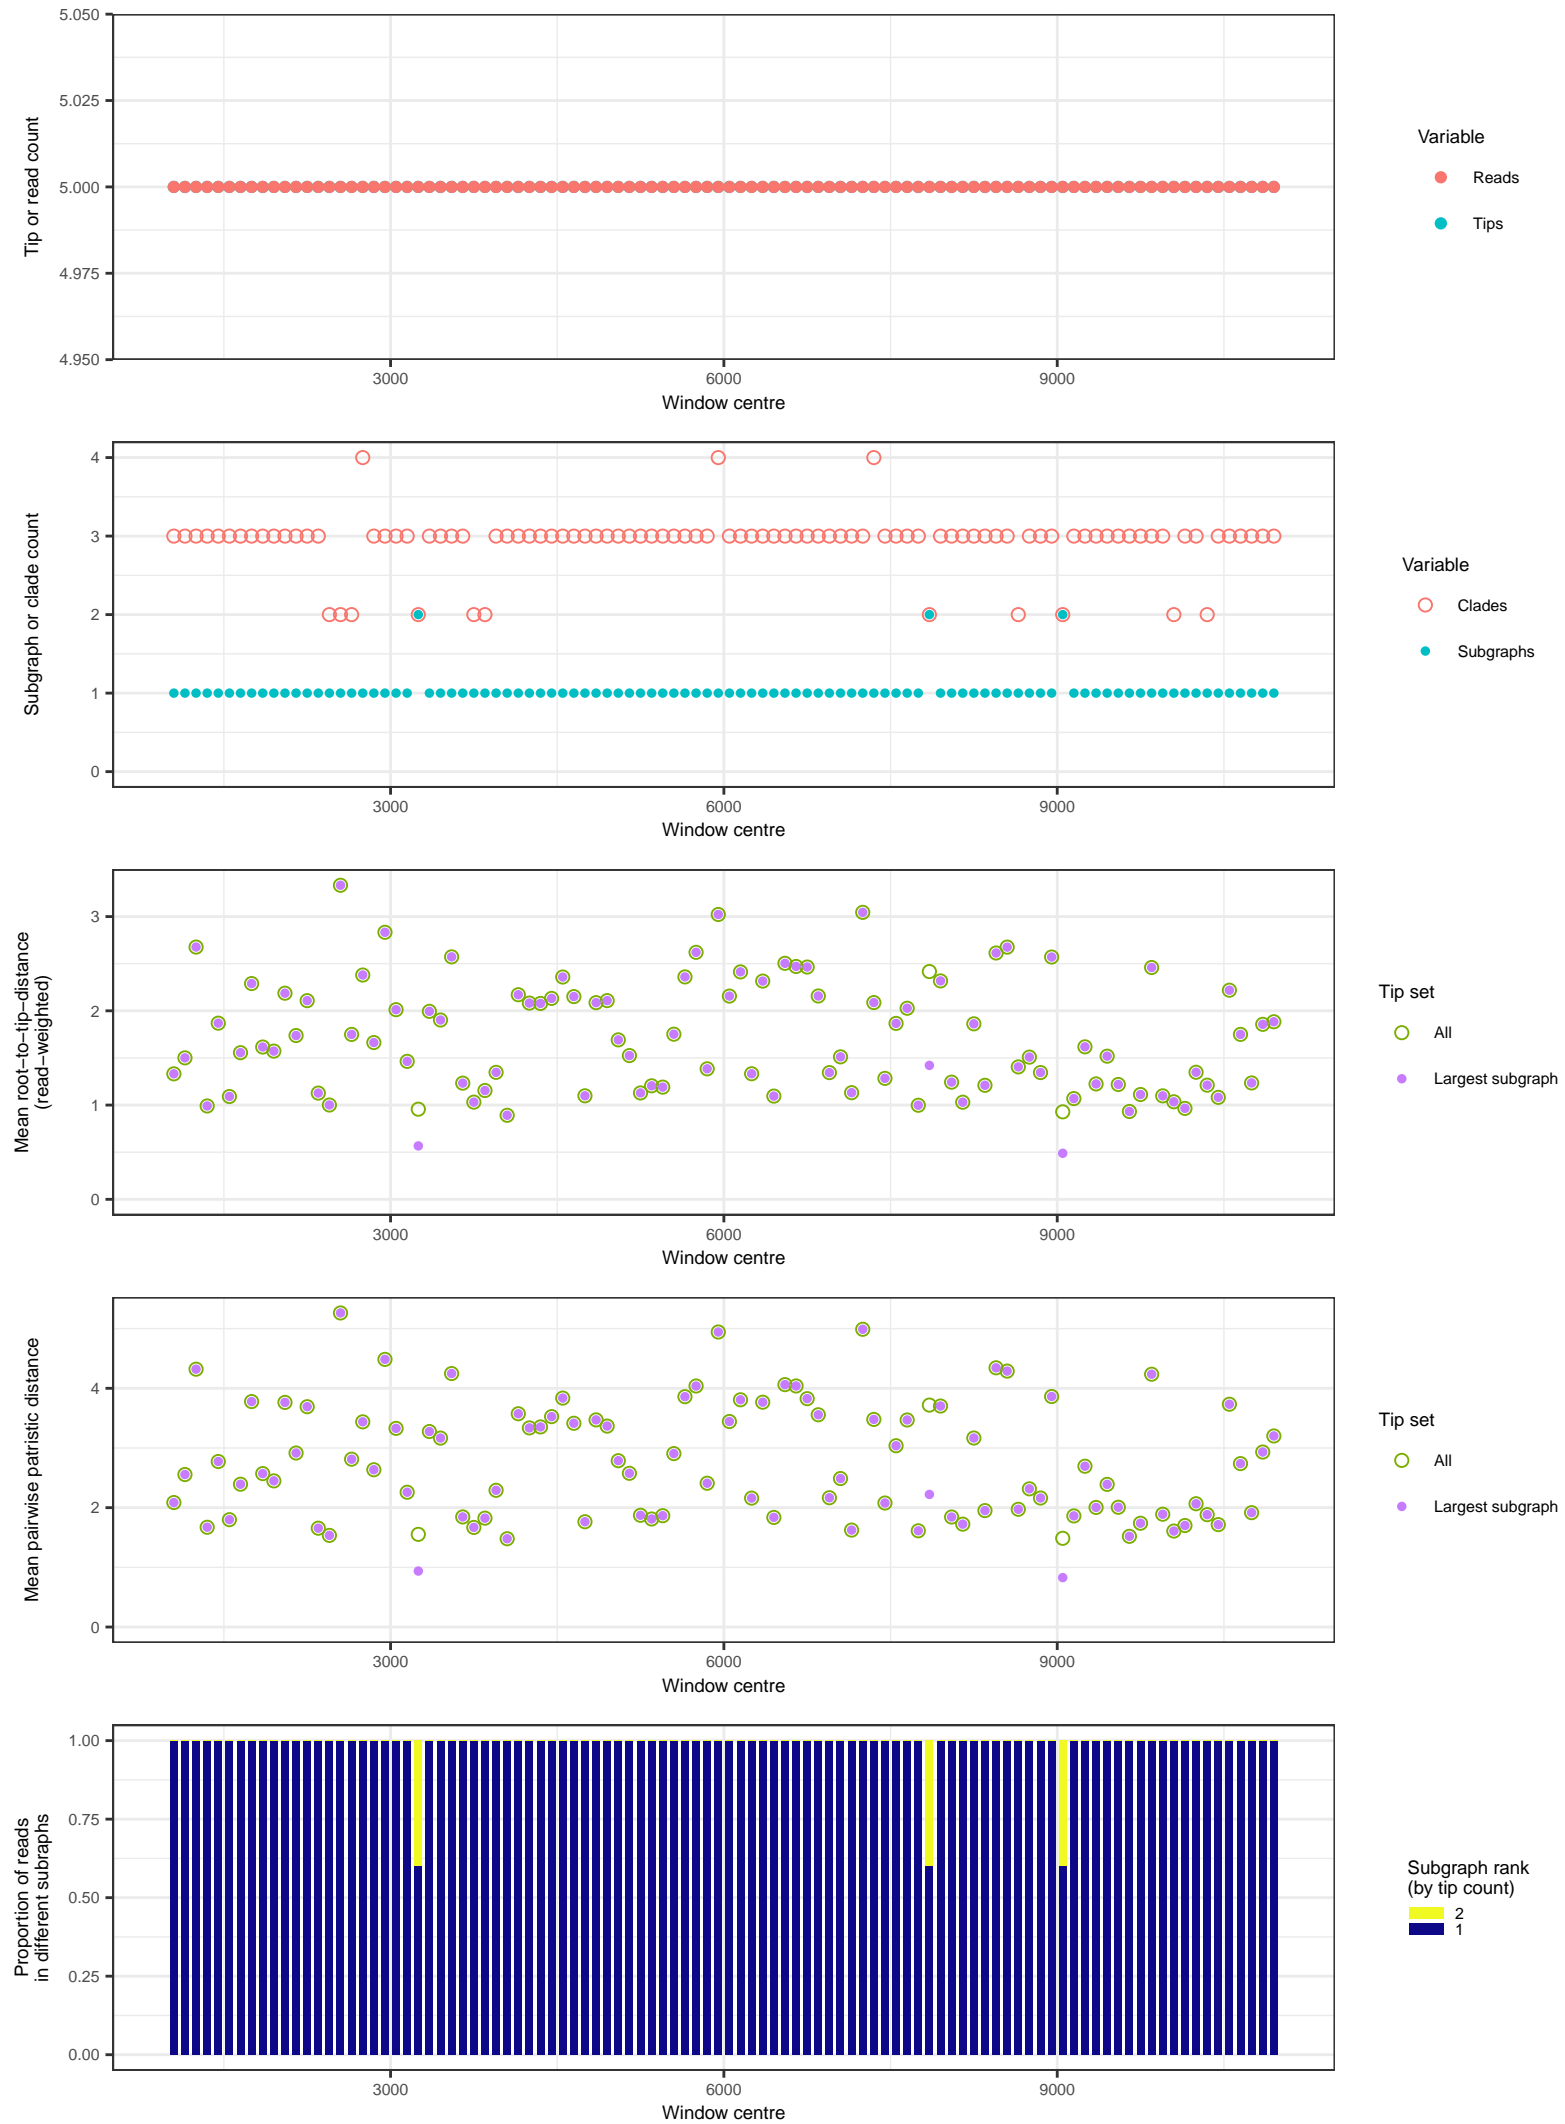 5.050
5.025
5.000
4.975
4.950
Tip or read count
3000 6000 9000
Window centre
Variable
Reads
Tips
4
3
2
1
0
Subgraph or clade count
3000 6000 9000
Window centre
Variable
Clades
Subgraphs
3
2
1
0
Mean root−to−tip−distance
(read−weighted)
3000 6000 9000
Window centre
Tip set
All
Largest subgraph
4
2
0
Mean pairwise patristic distance
3000 6000 9000
Window centre
Tip set
All
Largest subgraph
1.00
0.75
0.50
0.25
0.00
Proportion of reads
in different subraphs
3000 6000 9000
Window centre
Subgraph rank
(by tip count)
2
1